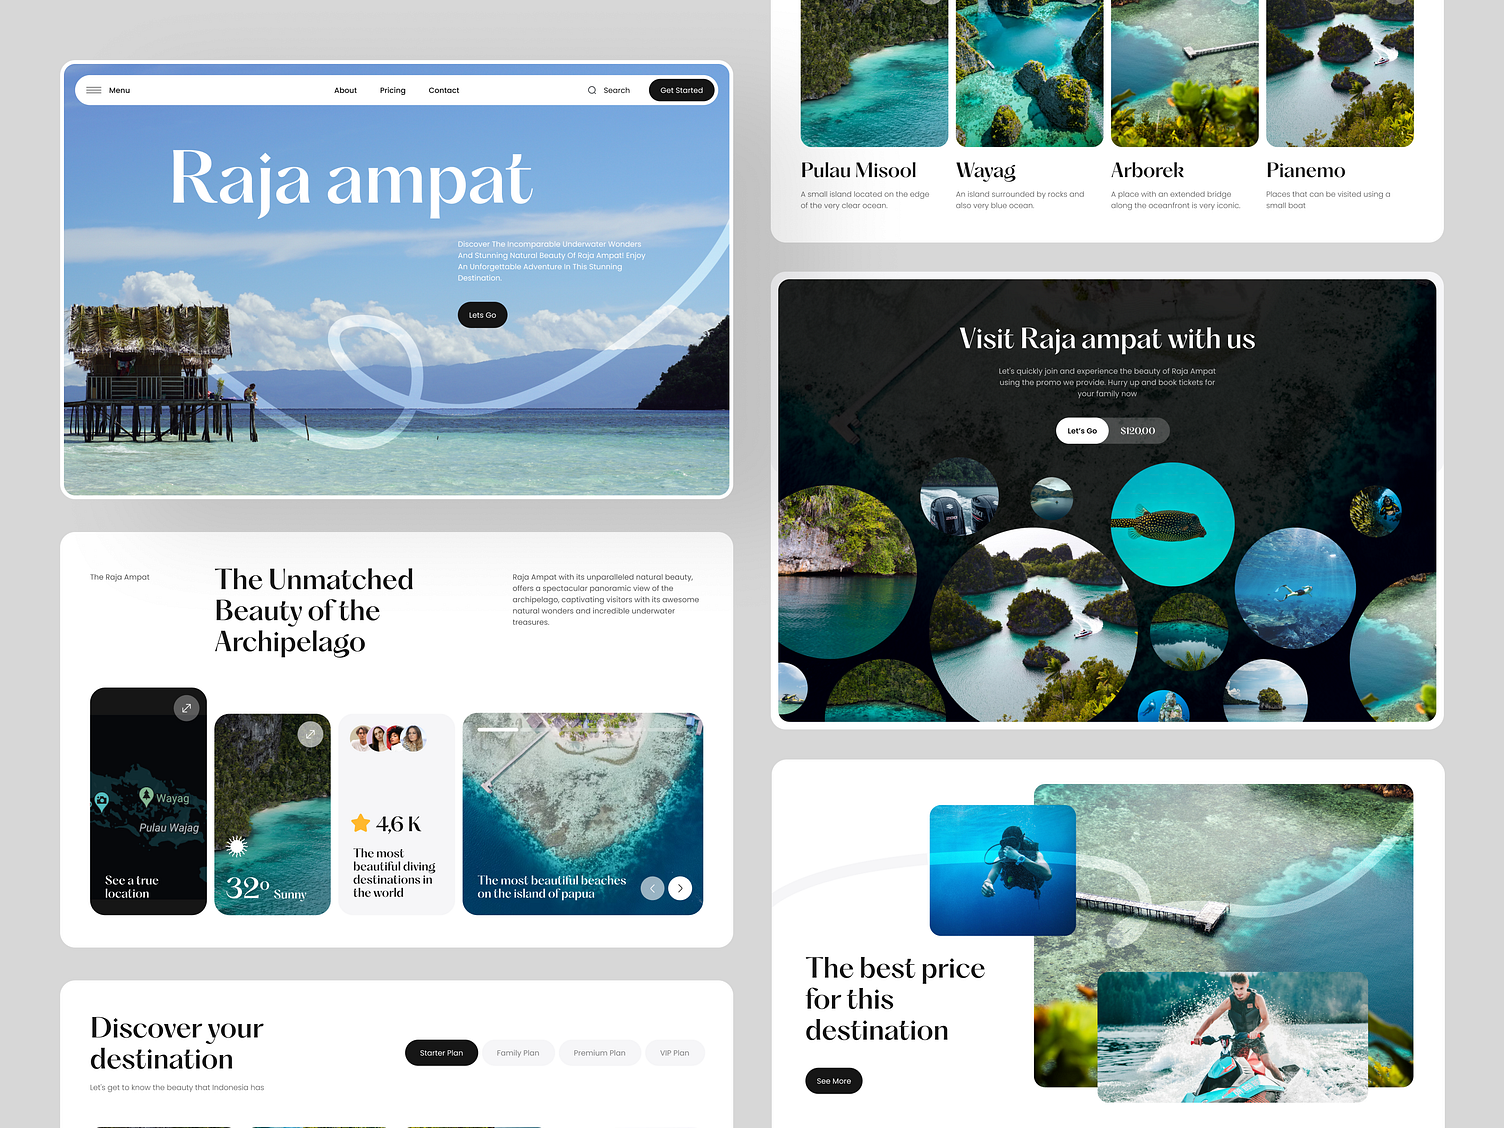 Menu
About
Pricing
Contact
Search
Get Started
Raja ampat
Discover The Incomparable Underwater Wonders
And Stunning Natural Beauty Of Raja Ampat! Enjoy
An Unforgettable Adventure In This Stunning
Destination.
Lets Go
The Raja Ampat
The Unmatched
Beauty of the
Archipelago
Raja Ampat with its unparalleled natural beauty,
offers a spectacular panoramic view of the
archipelago, captivating visitors with its awesome
natural wonders and incredible underwater
treasures.
Wayag
Pulau Wajag
See a true
location
32° Sunny
4,6 K
The most
beautiful diving
destinations in
the world
The most beautiful beaches
on the island of papua
Discover your
destination
Let's get to know the beauty that Indonesia has
Starter Plan
Family Plan
Premium Plan
VIP Plan
Pulau Misool
A small island located on the edge
of the very clear ocean.
Wayag
An island surrounded by rocks and
also very blue ocean.
Arborek
A place with an extended bridge
along the oceanfront is very iconic.
Pianemo
Places that can be visited using a
small boat
Visit Raja ampat with us
Let's quickly join and experience the beauty of Raja Ampat
using the promo we provide. Hurry up and book tickets for
your family now
Let's Go
$120,00
The best price
for this
destination
See More